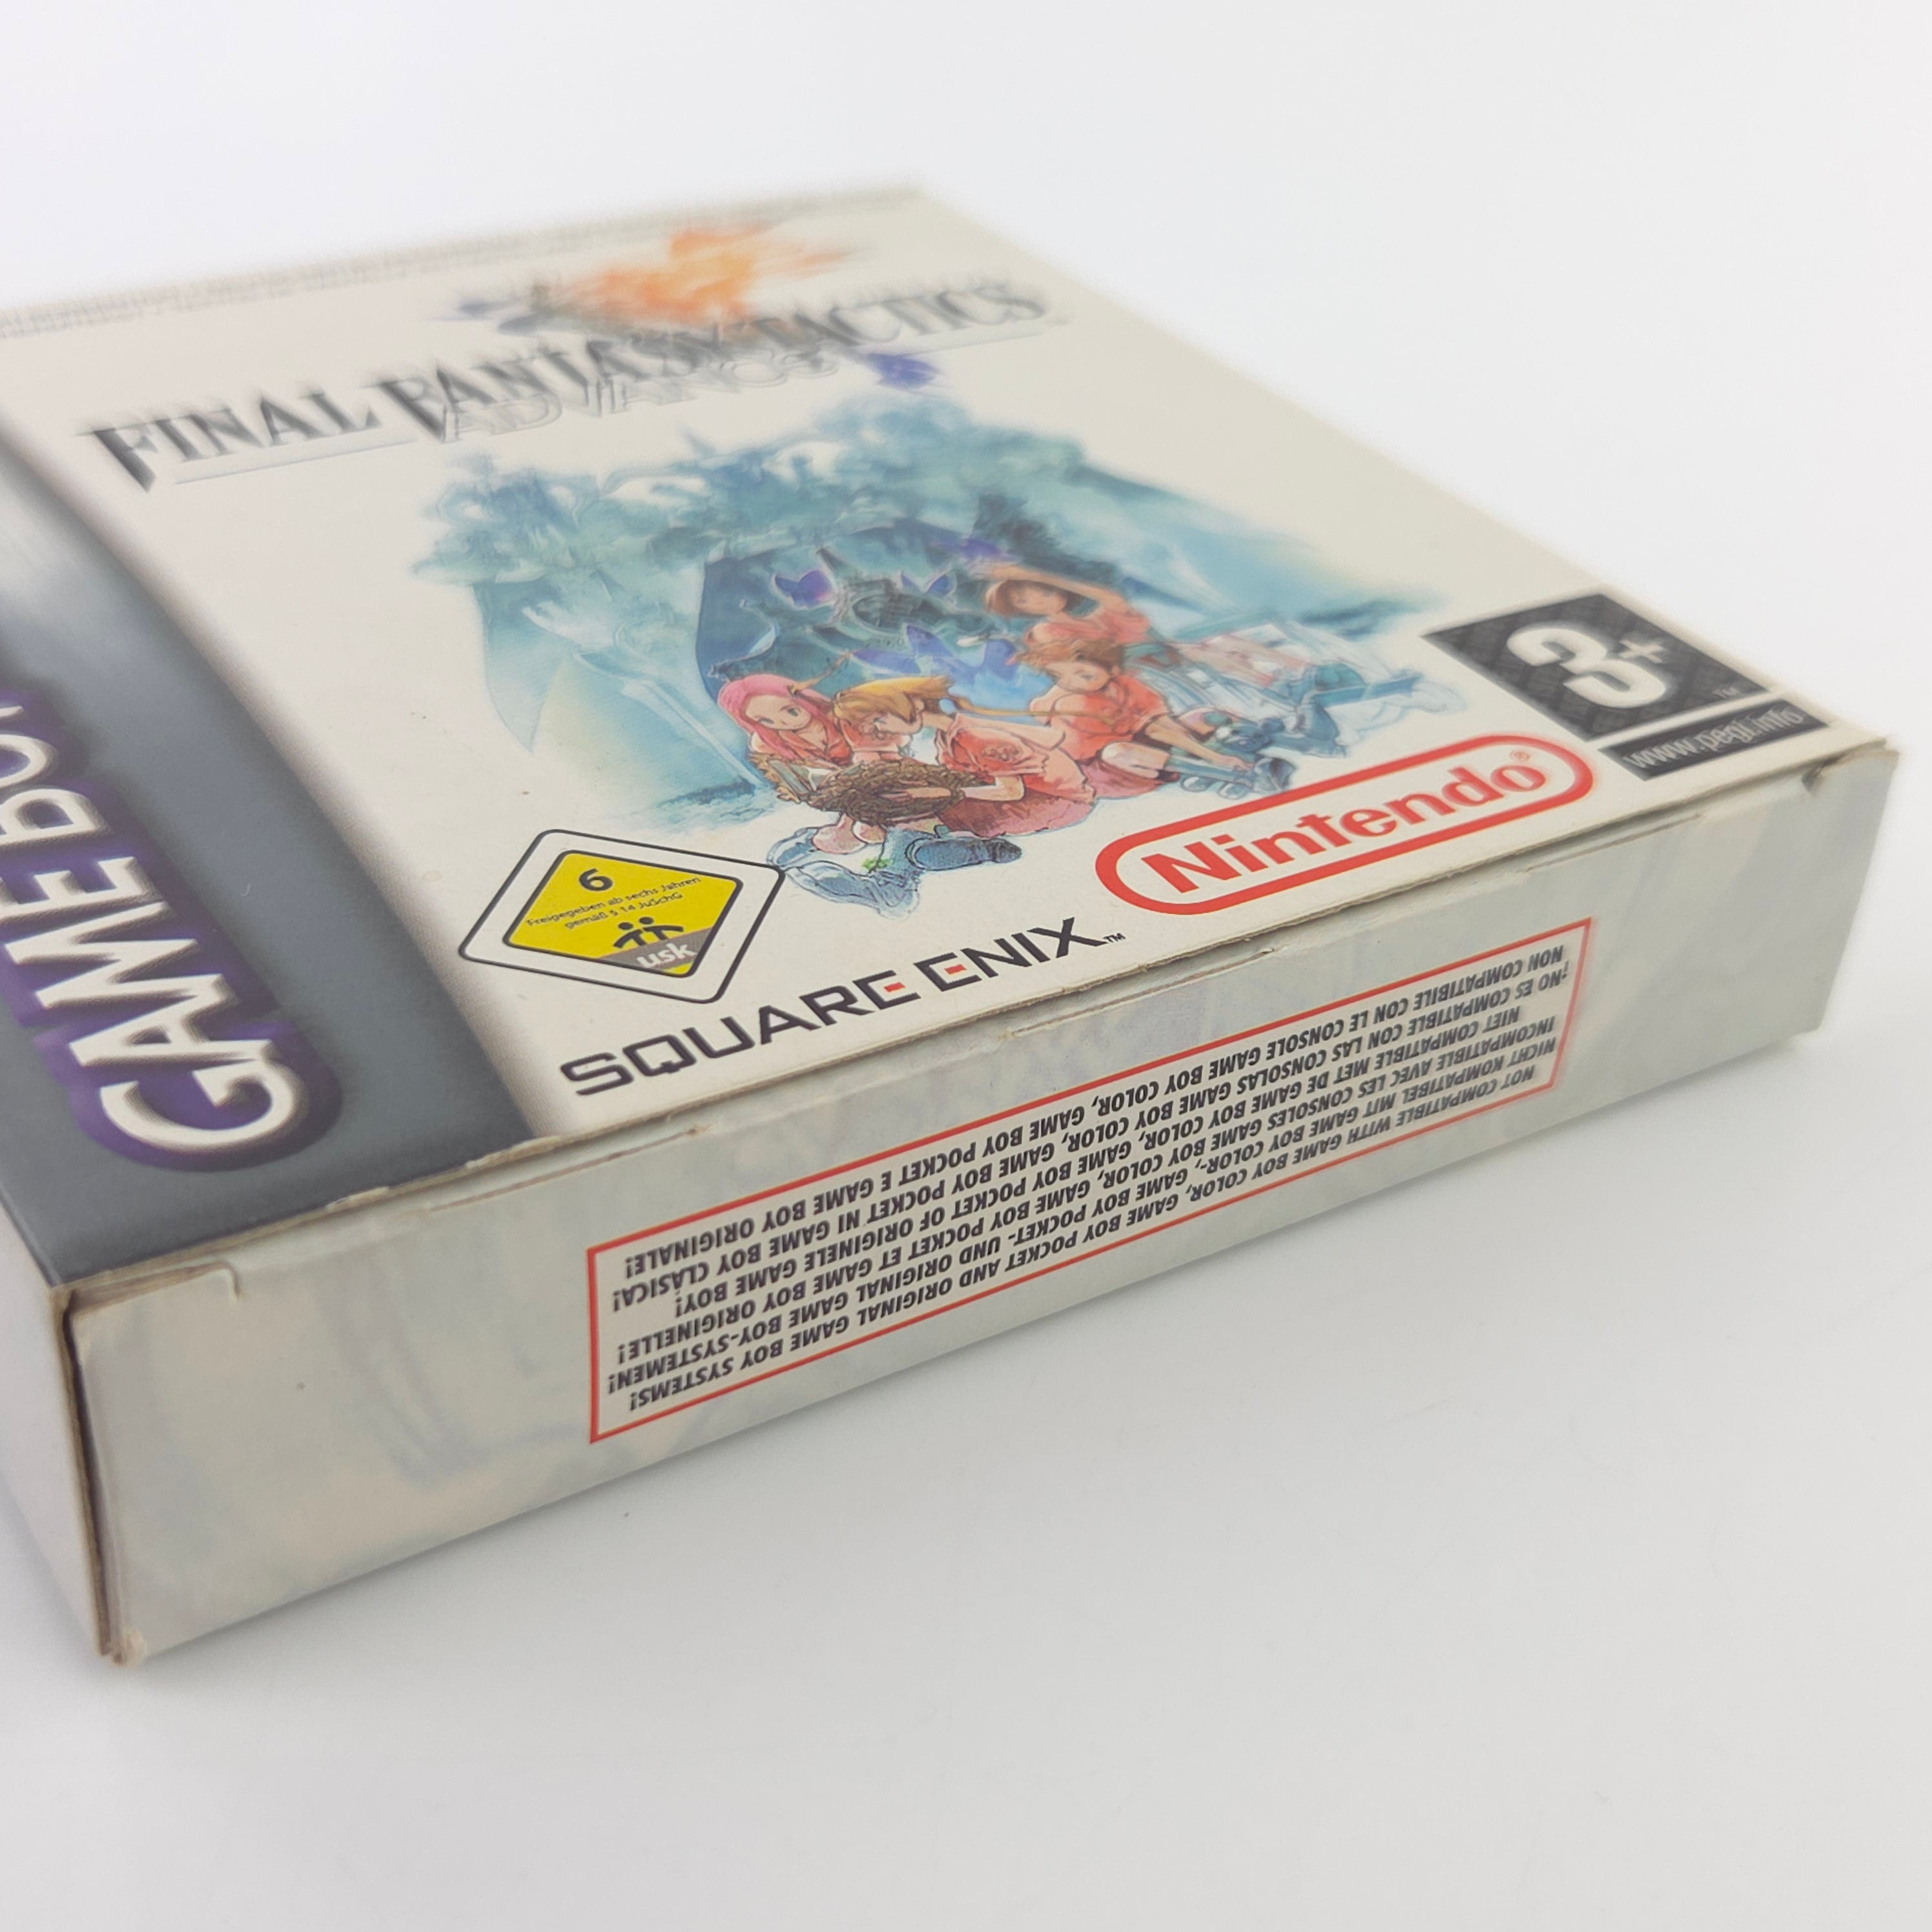 FINAL FANTASY TACTICS
ADVANCE
GAME BOY
3+
TM
www.pegi.info
Nintendo®
6
Freigegeben ab sechs Jahren
gemäß § 14 JuSchG
usk
SQUARE ENIX™
NOT COMPATIBLE WITH GAME BOY COLOR, GAME BOY POCKET AND ORIGINAL GAME BOY SYSTEMS!
NICHT KOMPATIBEL MIT GAME BOY COLOR-, GAME BOY POCKET- UND ORIGINAL GAME BOY-SYSTEMEN!
INCOMPATIBLE AVEC LES CONSOLES GAME BOY COLOR, GAME BOY POCKET ET GAME BOY ORIGINELLE!
NIET COMPATIBLE MET DE GAME BOY COLOR, GAME BOY POCKET OF ORIGINELE GAME BOY!
¡NO ES COMPATIBLE CON LAS CONSOLAS GAME BOY COLOR, GAME BOY POCKET NI GAME BOY CLÁSICA!
NON COMPATIBILE CON LE CONSOLE GAME BOY COLOR, GAME BOY POCKET E GAME BOY ORIGINALE!